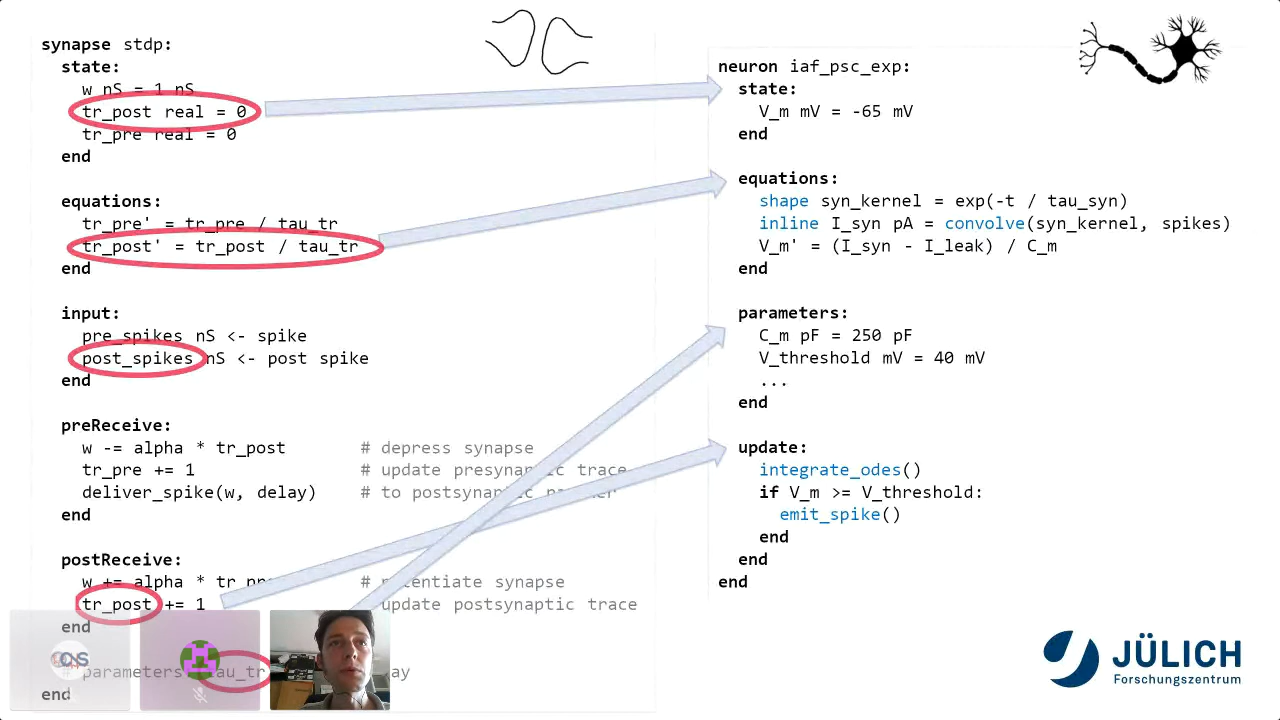 synapse stdp:
state:
w nS = 1 nS
tr_post real = 0
tr_pre real = 0
end
equations:
tr_pre' = tr_pre / tau_tr
tr_post' = tr_post / tau_tr
end
input:
pre_spikes nS <- spike
post_spikes nS <- post spike
end
preReceive:
w -= alpha * tr_post # depress synapse
tr_pre += 1 # update presynaptic trace
deliver_spike(w, delay) # to postsynaptic partner
end
postReceive:
w += alpha * tr_pre # potentiate synapse
tr_post += 1 update postsynaptic trace
end
# parameters tau_tr
end
neuron iaf_psc_exp:
state:
V_m mV = -65 mV
end
equations:
shape syn_kernel = exp(-t / tau_syn)
inline I_syn pA = convolve(syn_kernel, spikes)
V_m' = (I_syn - I_leak) / C_m
end
parameters:
C_m pF = 250 pF
V_threshold mV = 40 mV
...
end
update:
integrate_odes()
if V_m >= V_threshold:
emit_spike()
end
end
end
JÜLICH
Forschungszentrum